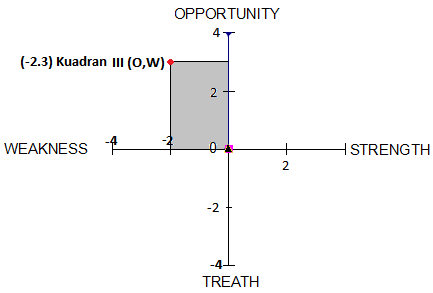 OPPORTUNITY
4
(-2.3) Kuadran III (O,W)
2
WEAKNESS -4 -2 0 STRENGTH
2
-2
-4
TREATH